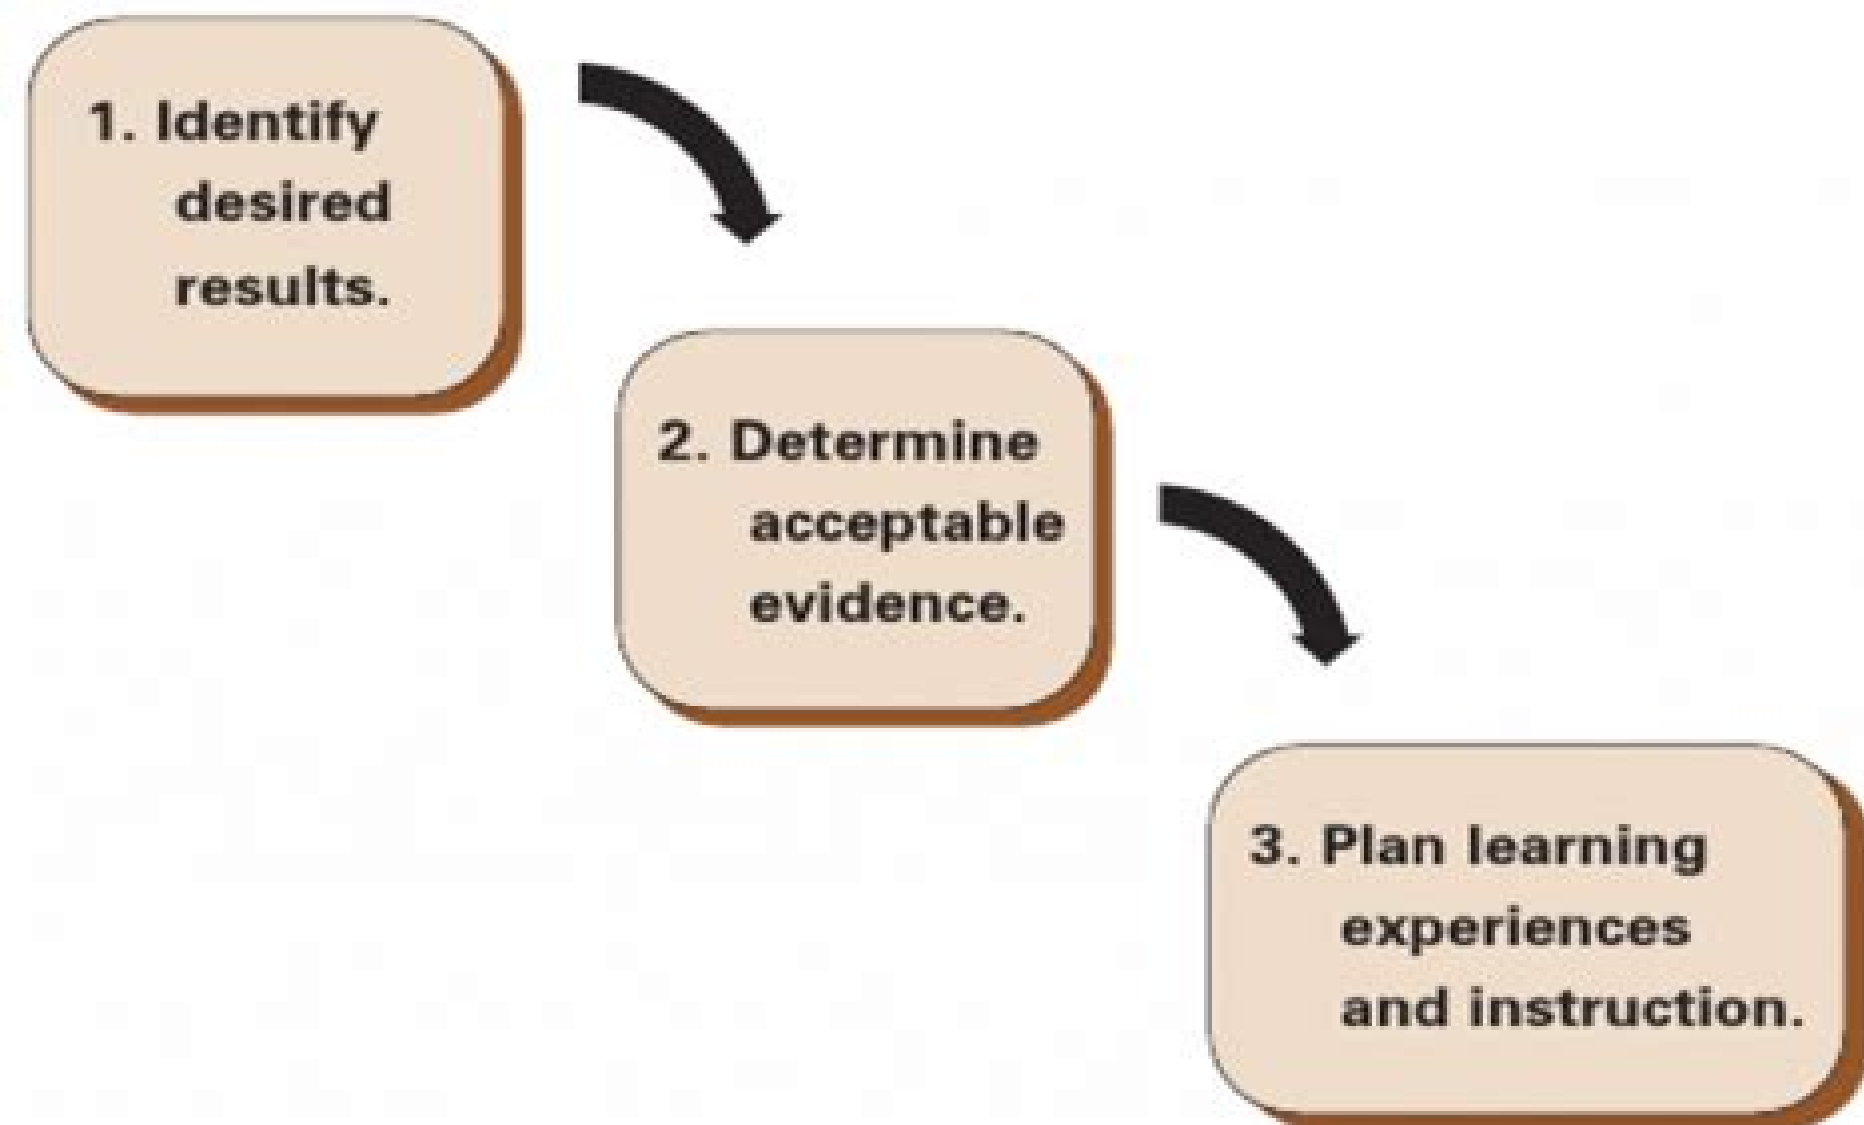 1. Identify
desired
results.
2. Determine
acceptable
evidence.
3. Plan learning
experiences
and instruction.